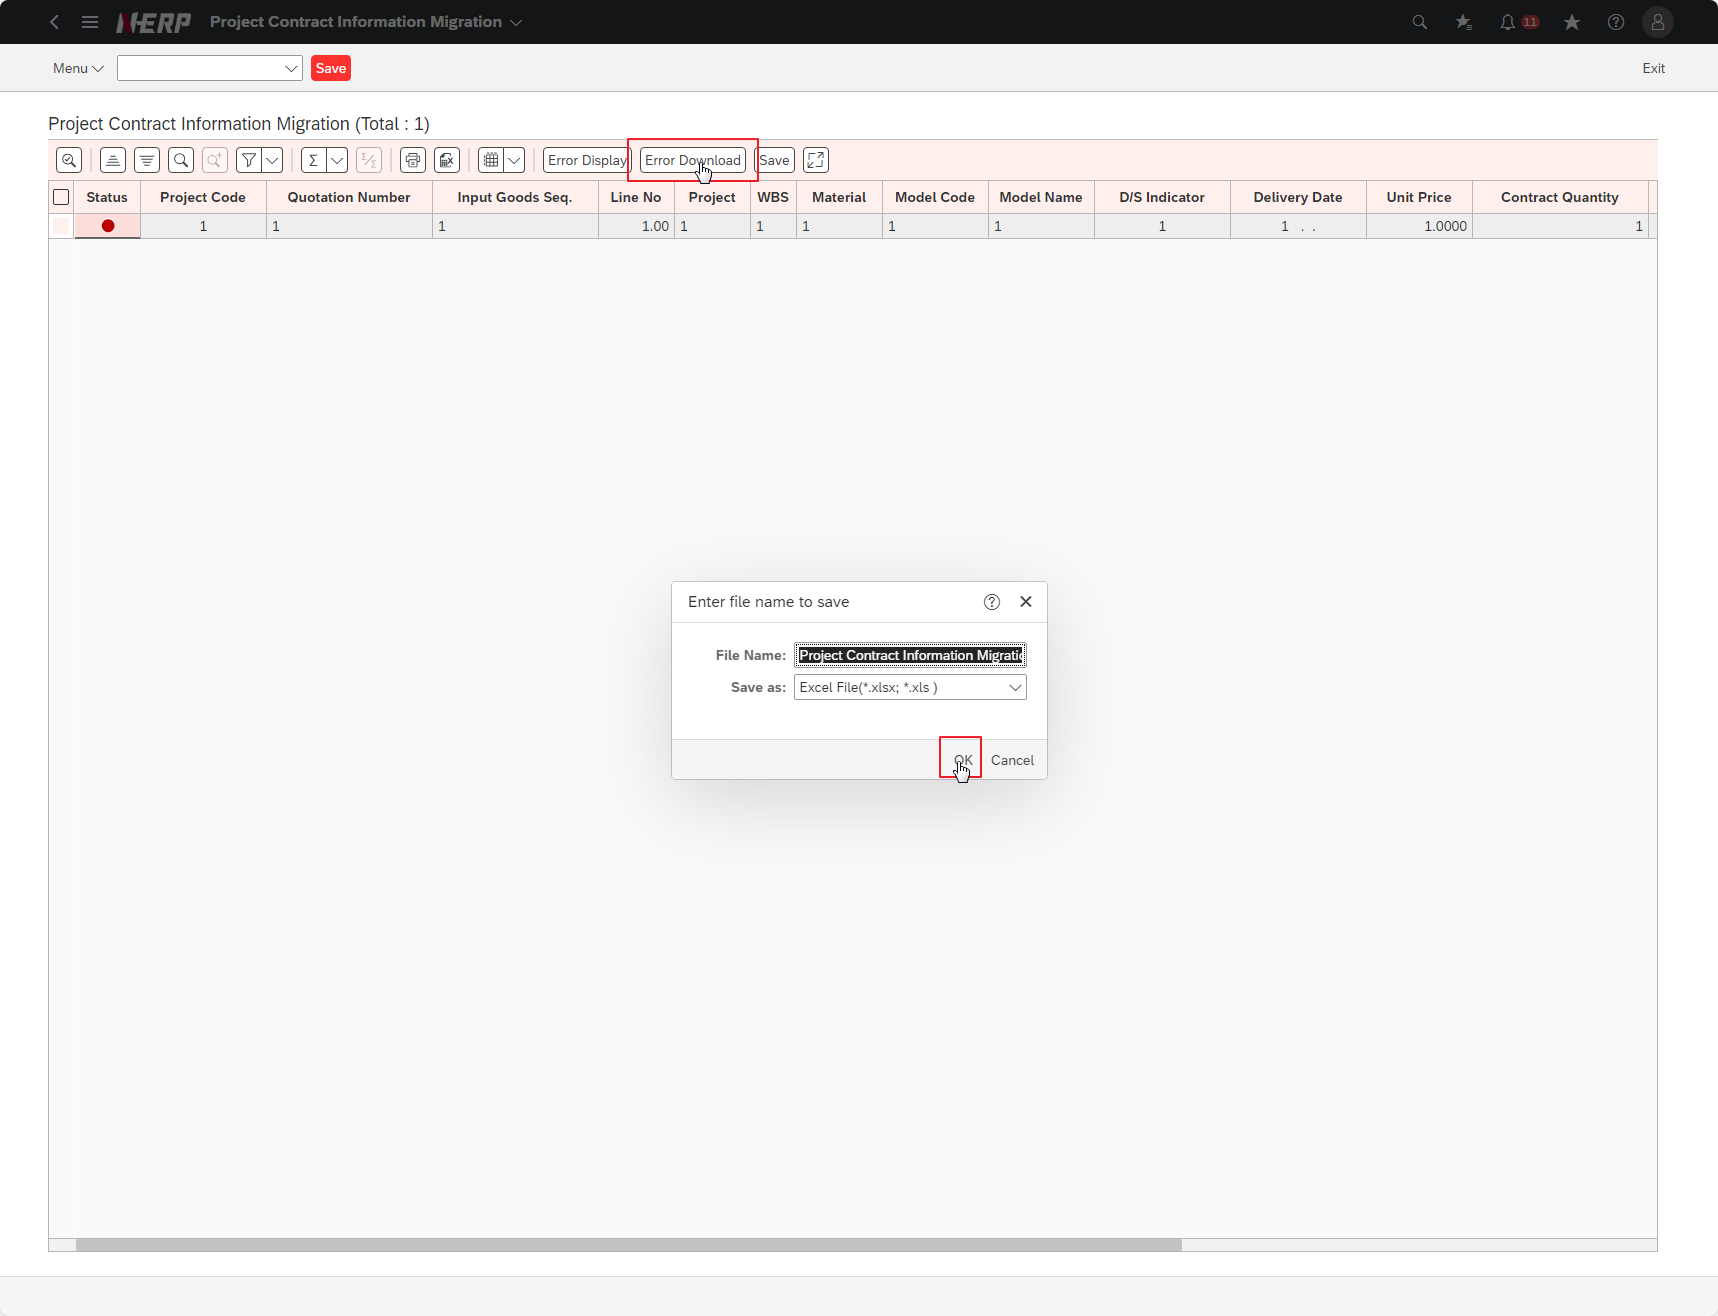 HERP Project Contract Information Migration 11
Menu Save Exit
Project Contract Information Migration (Total : 1)
Error Display Error Download Save
Status Project Code Quotation Number Input Goods Seq. Line No Project WBS Material Model Code Model Name D/S Indicator Delivery Date Unit Price Contract Quantity
1 1 1 1.00 1 1 1 1 1 1 1 . . 1.0000 1
Enter file name to save
File Name: Project Contract Information Migratio
Save as: Excel File(*.xlsx; *.xls )
OK Cancel